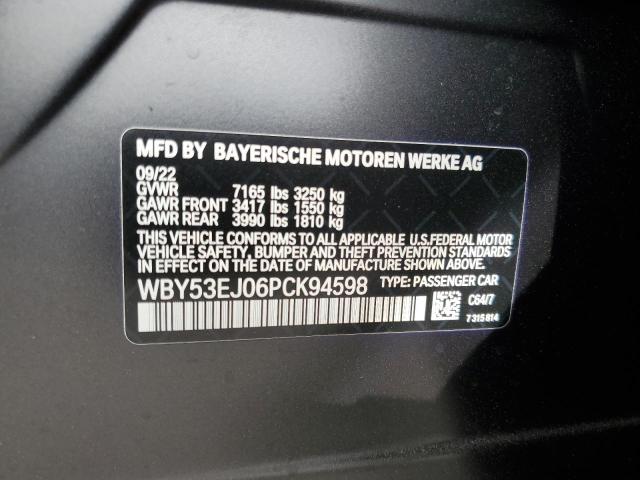 MFD BY BAYERISCHE MOTOREN WERKE AG
09/22
GVWR 7165 lbs 3250 kg
GAWR FRONT 3417 lbs 1550 kg
GAWR REAR 3990 lbs 1810 kg
THIS VEHICLE CONFORMS TO ALL APPLICABLE U.S.FEDERAL MOTOR
VEHICLE SAFETY, BUMPER AND THEFT PREVENTION STANDARDS
IN EFFECT ON THE DATE OF MANUFACTURE SHOWN ABOVE.
WBY53EJ06PCK94598 TYPE: PASSENGER CAR
C64/7
7315814